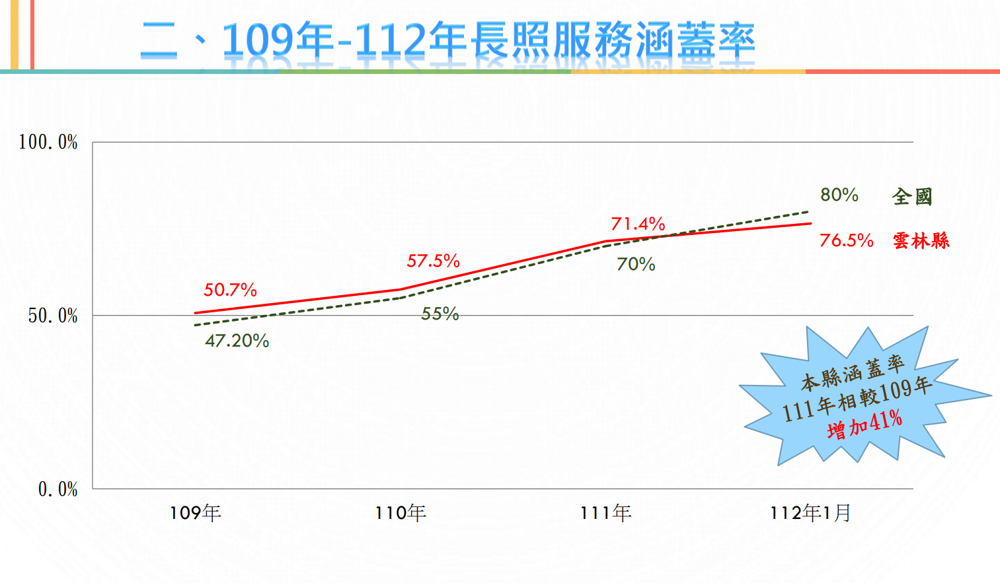 二、109年-112年長照服務涵蓋率
100.0%
80% 全國
71.4%
76.5% 雲林縣
57.5%
70%
50.7%
50.0%
55%
47.20%
本縣涵蓋率
111年相較109年
增加41%
0.0%
109年 110年 111年 112年1月